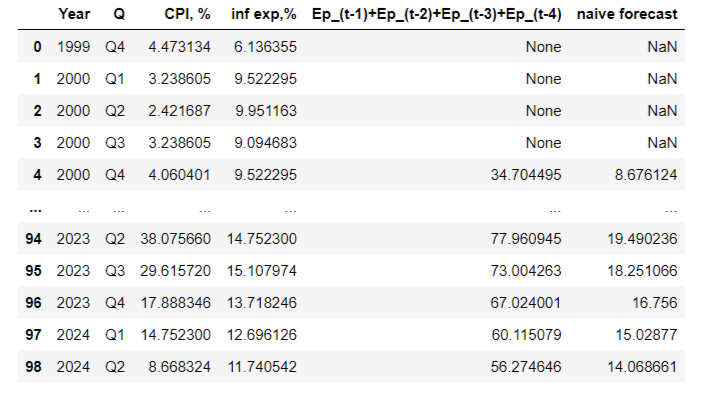 Year Q CPI, % inf exp,% Ep_(t-1)+Ep_(t-2)+Ep_(t-3)+Ep_(t-4) naive forecast
0 1999 Q4 4.473134 6.136355 None NaN
1 2000 Q1 3.238605 9.522295 None NaN
2 2000 Q2 2.421687 9.951163 None NaN
3 2000 Q3 3.238605 9.094683 None NaN
4 2000 Q4 4.060401 9.522295 34.704495 8.676124
... ... ... ... ... ... ...
94 2023 Q2 38.075660 14.752300 77.960945 19.490236
95 2023 Q3 29.615720 15.107974 73.004263 18.251066
96 2023 Q4 17.888346 13.718246 67.024001 16.756
97 2024 Q1 14.752300 12.696126 60.115079 15.02877
98 2024 Q2 8.668324 11.740542 56.274646 14.068661